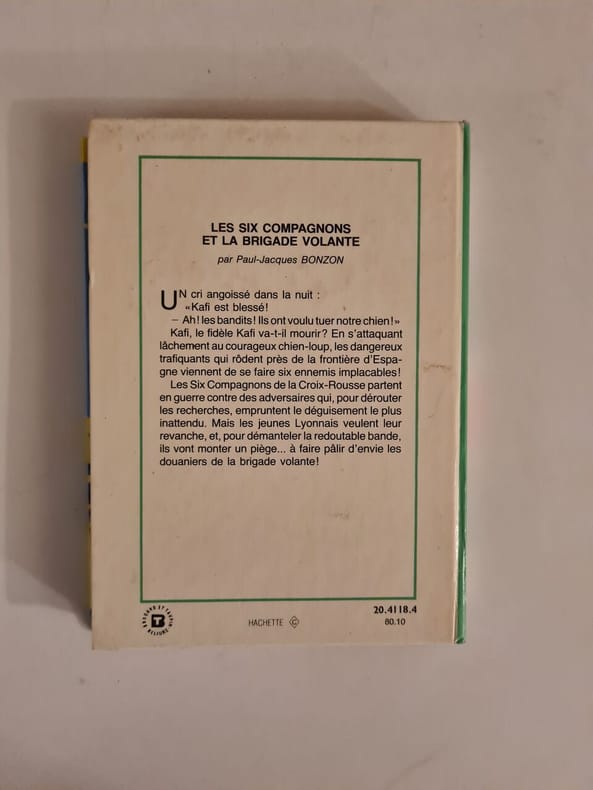 LES SIX COMPAGNONS
ET LA BRIGADE VOLANTE
par Paul-Jacques BONZON
UN cri angoissé dans la nuit :
«Kafi est blessé!
– Ah! les bandits! Ils ont voulu tuer notre chien!»
Kafi, le fidèle Kafi va-t-il mourir? En s'attaquant
lâchement au courageux chien-loup, les dangereux
trafiquants qui rôdent près de la frontière d'Espa-
gne viennent de se faire six ennemis implacables!
Les Six Compagnons de la Croix-Rousse partent
en guerre contre des adversaires qui, pour dérouter
les recherches, empruntent le déguisement le plus
inattendu. Mais les jeunes Lyonnais veulent leur
revanche, et, pour démanteler la redoutable bande,
ils vont monter un piège... à faire pâlir d'envie les
douaniers de la brigade volante!
BRODARD ET TAUPIN
RELIURE
HACHETTE C
20.4118.4
80.10